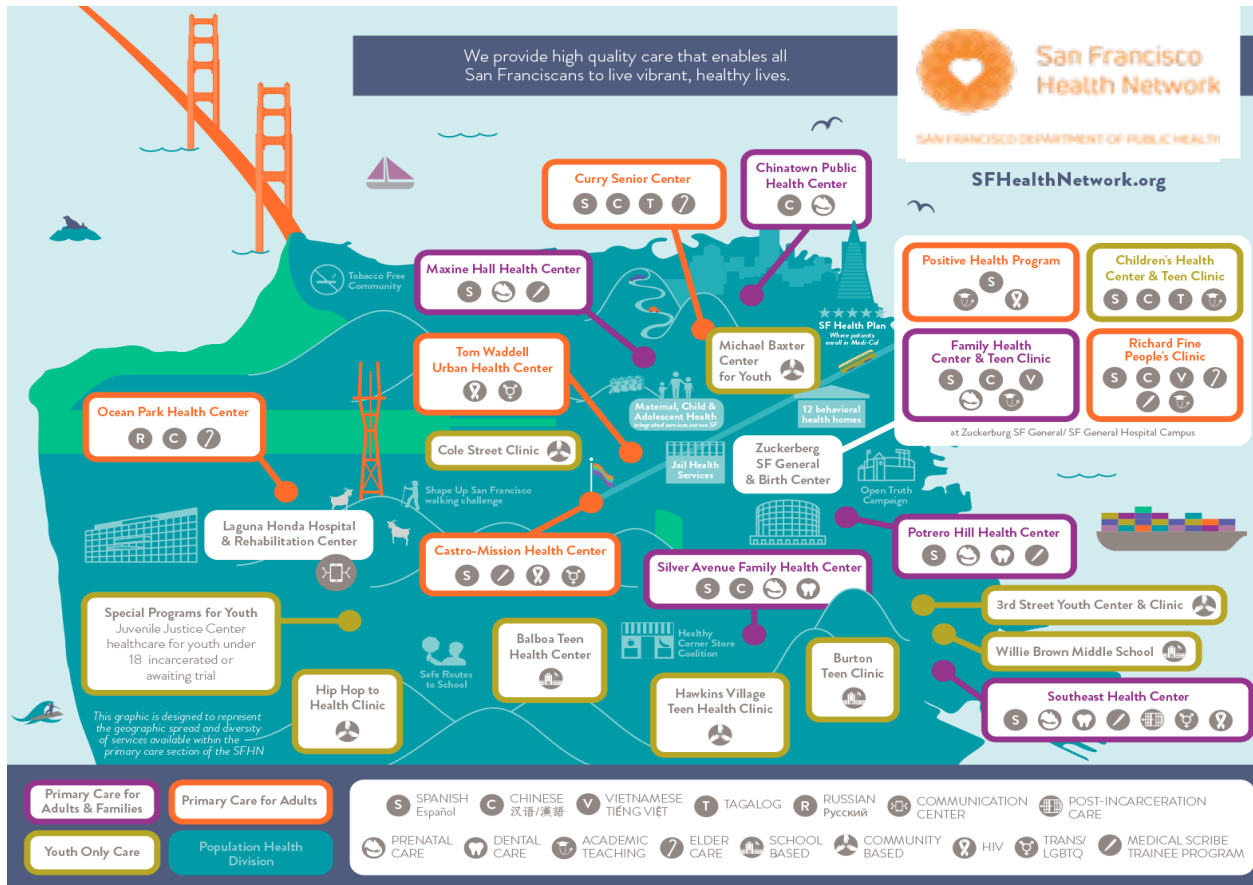 We provide high quality care that enables all
San Franciscans to live vibrant, healthy lives.
San Francisco
Health Network
SAN FRANCISCO DEPARTMENT OF PUBLIC HEALTH
SFHealthNetwork.org
Curry Senior Center
S C T
Chinatown Public
Health Center
C
Maxine Hall Health Center
S
Tobacco Free
Community
Positive Health Program
S
Children's Health
Center & Teen Clinic
S C T
Family Health
Center & Teen Clinic
S C V
Richard Fine
People's Clinic
S C V
at Zuckerburg SF General/ SF General Hospital Campus
SF Health Plan
Where patients
enroll in Medi-Cal
Michael Baxter
Center
for Youth
Tom Waddell
Urban Health Center
Maternal, Child &
Adolescent Health
integrated services across SF
12 behavioral
health homes
Ocean Park Health Center
R C
Cole Street Clinic
Jail Health
Services
Zuckerberg
SF General
& Birth Center
Open Truth
Campaign
Shape Up San Francisco
walking challenge
Laguna Honda Hospital
& Rehabilitation Center
Castro-Mission Health Center
S
Potrero Hill Health Center
S
Silver Avenue Family Health Center
S C
3rd Street Youth Center & Clinic
Special Programs for Youth
Juvenile Justice Center
healthcare for youth under
18 incarcerated or
awaiting trial
Balboa Teen
Health Center
Healthy
Corner Store
Coalition
Willie Brown Middle School
Safe Routes
to School
Burton
Teen Clinic
Southeast Health Center
S
Hip Hop to
Health Clinic
Hawkins Village
Teen Health Clinic
This graphic is designed to represent
the geographic spread and diversity
of services available within the
primary care section of the SFHN
Primary Care for
Adults & Families
Primary Care for Adults
Youth Only Care
Population Health
Division
S SPANISH
Español
C CHINESE
汉语/漢語
V VIETNAMESE
TIẾNG VIỆT
T TAGALOG
R RUSSIAN
Русский
COMMUNICATION
CENTER
POST-INCARCERATION
CARE
PRENATAL
CARE
DENTAL
CARE
ACADEMIC
TEACHING
ELDER
CARE
SCHOOL
BASED
COMMUNITY
BASED
HIV
TRANS/
LGBTQ
MEDICAL SCRIBE
TRAINEE PROGRAM